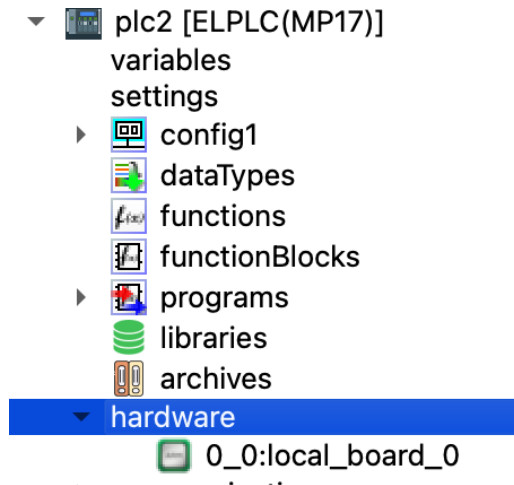 plc2 [ELPLC(MP17)]
variables
settings
config1
dataTypes
functions
functionBlocks
programs
libraries
archives
hardware
0_0:local_board_0